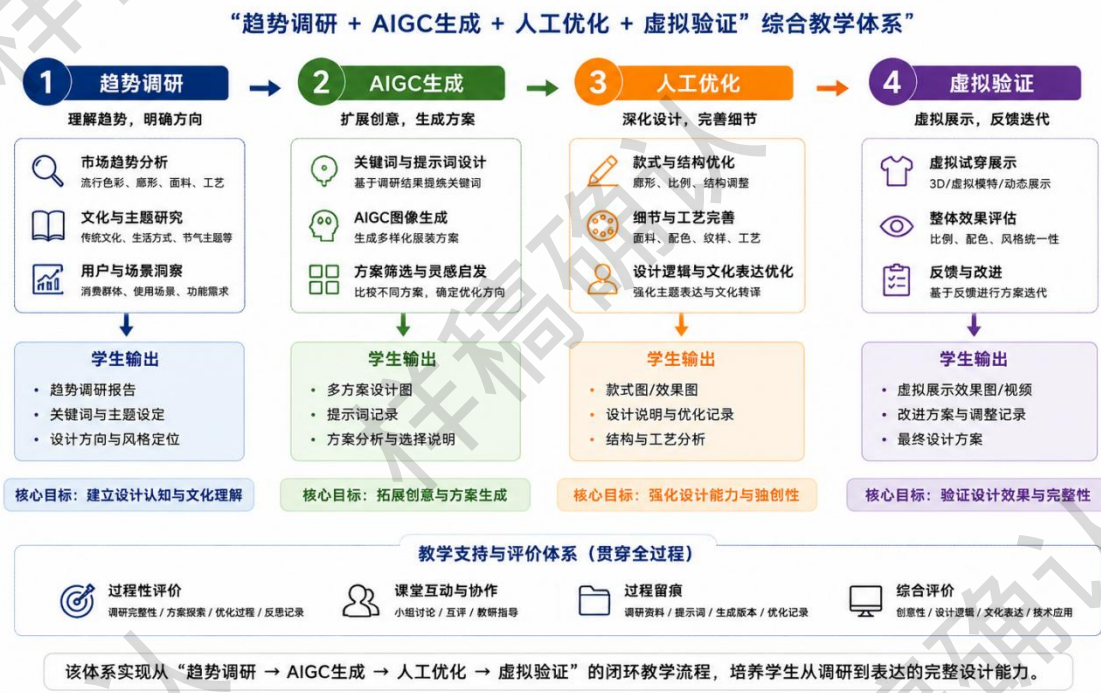 “趋势调研 + AIGC生成 + 人工优化 + 虚拟验证”综合教学体系”
1 趋势调研
理解趋势，明确方向
市场趋势分析
流行色彩、廓形、面料、工艺
文化与主题研究
传统文化、生活方式、节气主题等
用户与场景洞察
消费群体、使用场景、功能需求
学生输出
• 趋势调研报告
• 关键词与主题设定
• 设计方向与风格定位
核心目标：建立设计认知与文化理解
2 AIGC生成
扩展创意，生成方案
关键词与提示词设计
基于调研结果提练关键词
AIGC图像生成
生成多样化服装方案
方案筛选与灵感启发
比较不同方案，确定优化方向
学生输出
• 多方案设计图
• 提示词记录
• 方案分析与选择说明
核心目标：拓展创意与方案生成
3 人工优化
深化设计，完善细节
款式与结构优化
廓形、比例、结构调整
细节与工艺完善
面料、配色、纹样、工艺
设计逻辑与文化表达优化
强化主题表达与文化转译
学生输出
• 款式图/效果图
• 设计说明与优化记录
• 结构与工艺分析
核心目标：强化设计能力与独创性
4 虚拟验证
虚拟展示，反馈迭代
虚拟试穿展示
3D/虚拟模特/动态展示
整体效果评估
比例、配色、风格统一性
反馈与改进
基于反馈进行方案迭代
学生输出
• 虚拟展示效果图/视频
• 改进方案与调整记录
• 最终设计方案
核心目标：验证设计效果与完整性
教学支持与评价体系（贯穿全过程）
过程性评价
调研完整性 / 方案探索 / 优化过程 / 反思记录
课堂互动与协作
小组讨论 / 互评 / 教研指导
过程留痕
调研资料 / 提示词 / 生成版本 / 优化记录
综合评价
创意性 / 设计逻辑 / 文化表达 / 技术应用
该体系实现从“趋势调研 → AIGC生成 → 人工优化 → 虚拟验证”的闭环教学流程，培养学生从调研到表达的完整设计能力。
样稿确认